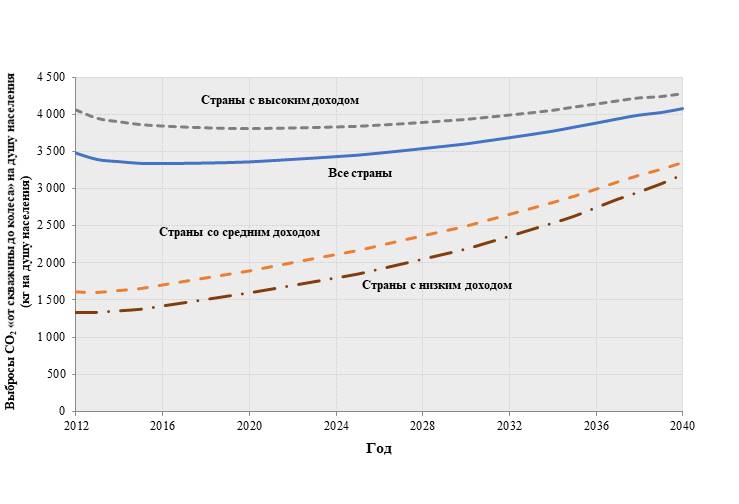 Выбросы CO2 «от скважины до колеса» на душу населения
(кг на душу населения)
4 500
4 000
3 500
3 000
2 500
2 000
1 500
1 000
500
0
Страны с высоким доходом
Все страны
Страны со средним доходом
Страны с низким доходом
2012 2016 2020 2024 2028 2032 2036 2040
Год